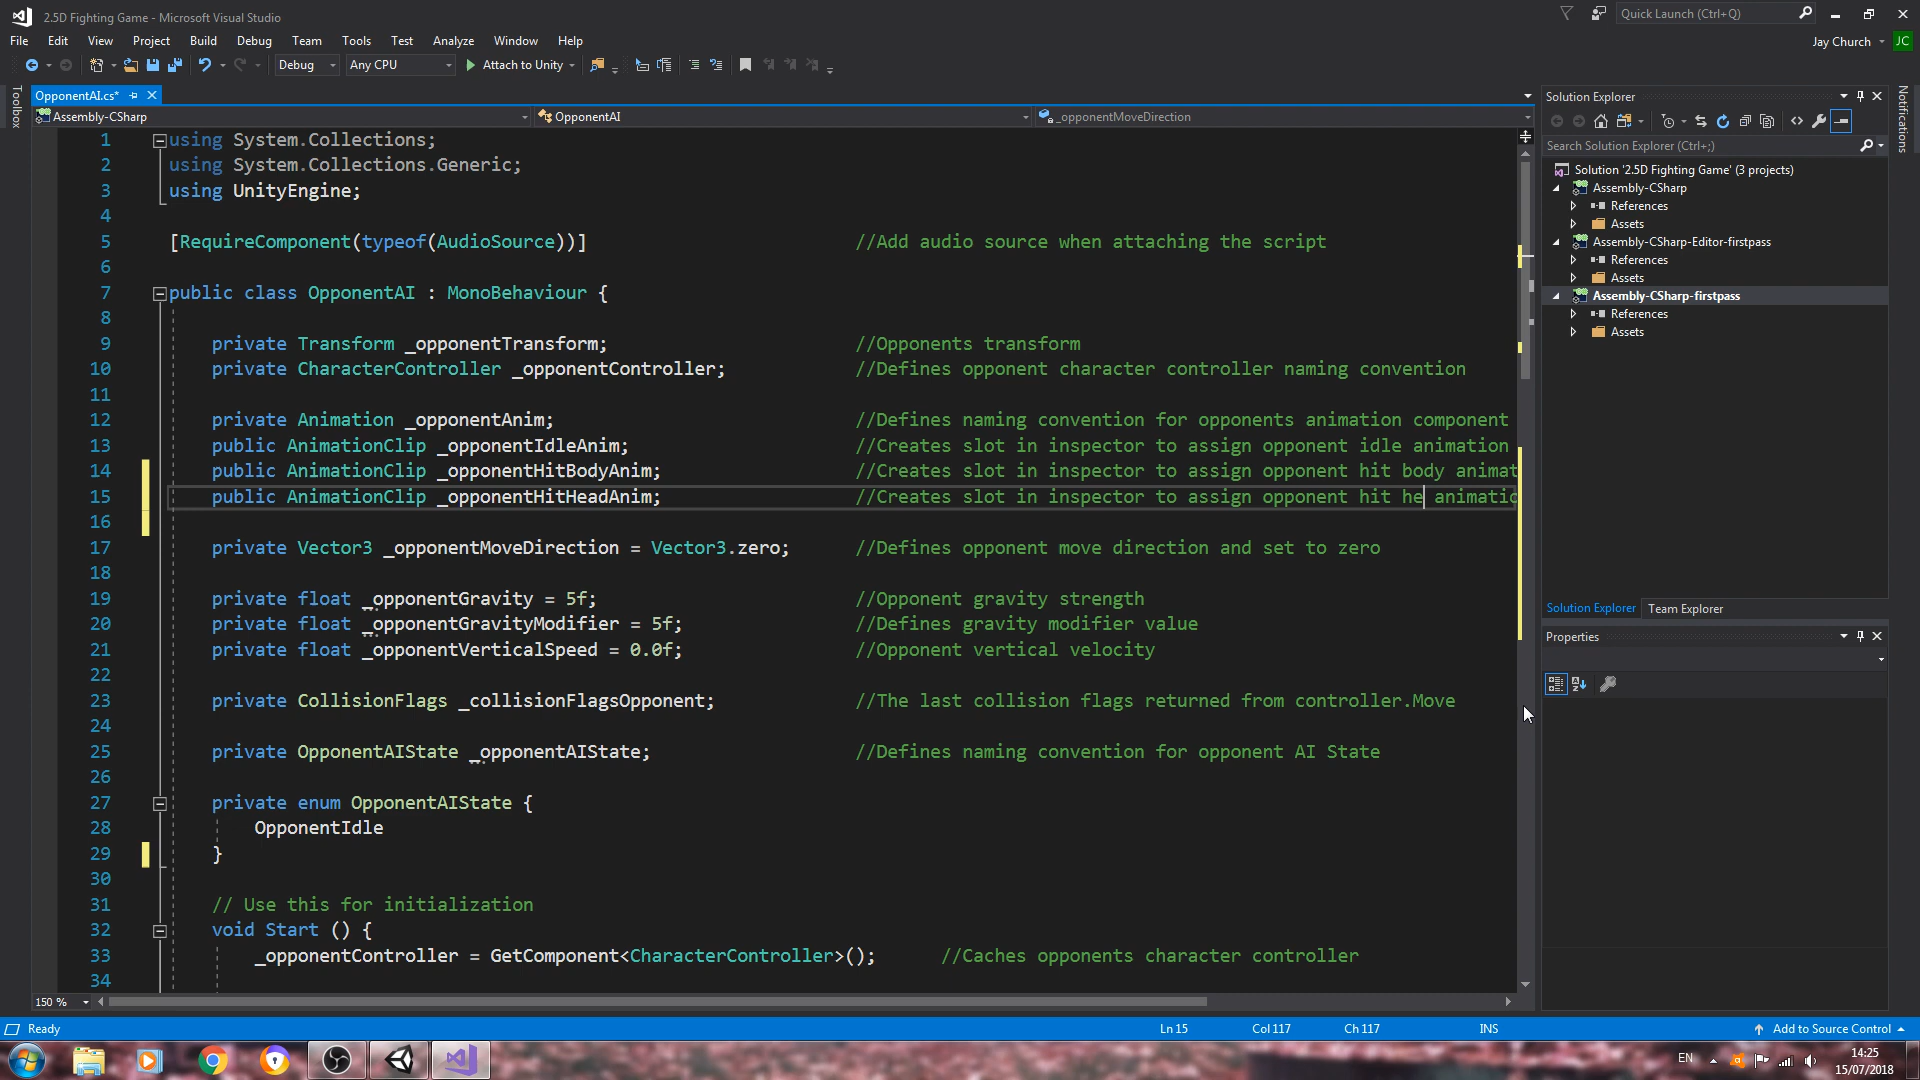 2.5D Fighting Game - Microsoft Visual Studio
Quick Launch (Ctrl+Q)
File Edit View Project Build Debug Team Tools Test Analyze Window Help
Jay Church JC
Debug Any CPU Attach to Unity
Toolbox
OpponentAI.cs*
Assembly-CSharp OpponentAI _opponentMoveDirection
1 using System.Collections;
2 using System.Collections.Generic;
3 using UnityEngine;
4
5 [RequireComponent(typeof(AudioSource))] //Add audio source when attaching the script
6
7 public class OpponentAI : MonoBehaviour {
8
9 private Transform _opponentTransform; //Opponents transform
10 private CharacterController _opponentController; //Defines opponent character controller naming convention
11
12 private Animation _opponentAnim; //Defines naming convention for opponents animation component
13 public AnimationClip _opponentIdleAnim; //Creates slot in inspector to assign opponent idle animation
14 public AnimationClip _opponentHitBodyAnim; //Creates slot in inspector to assign opponent hit body animat
15 public AnimationClip _opponentHitHeadAnim; //Creates slot in inspector to assign opponent hit he animatic
16
17 private Vector3 _opponentMoveDirection = Vector3.zero; //Defines opponent move direction and set to zero
18
19 private float _opponentGravity = 5f; //Opponent gravity strength
20 private float _opponentGravityModifier = 5f; //Defines gravity modifier value
21 private float _opponentVerticalSpeed = 0.0f; //Opponent vertical velocity
22
23 private CollisionFlags _collisionFlagsOpponent; //The last collision flags returned from controller.Move
24
25 private OpponentAIState _opponentAIState; //Defines naming convention for opponent AI State
26
27 private enum OpponentAIState {
28 OpponentIdle
29 }
30
31 // Use this for initialization
32 void Start () {
33 _opponentController = GetComponent<CharacterController>(); //Caches opponents character controller
34
150 %
Solution Explorer
Search Solution Explorer (Ctrl+;)
Solution '2.5D Fighting Game' (3 projects)
Assembly-CSharp
References
Assets
Assembly-CSharp-Editor-firstpass
References
Assets
Assembly-CSharp-firstpass
References
Assets
Solution Explorer Team Explorer
Properties
Notifications
Ready Ln 15 Col 117 Ch 117 INS Add to Source Control
EN 14:25
15/07/2018